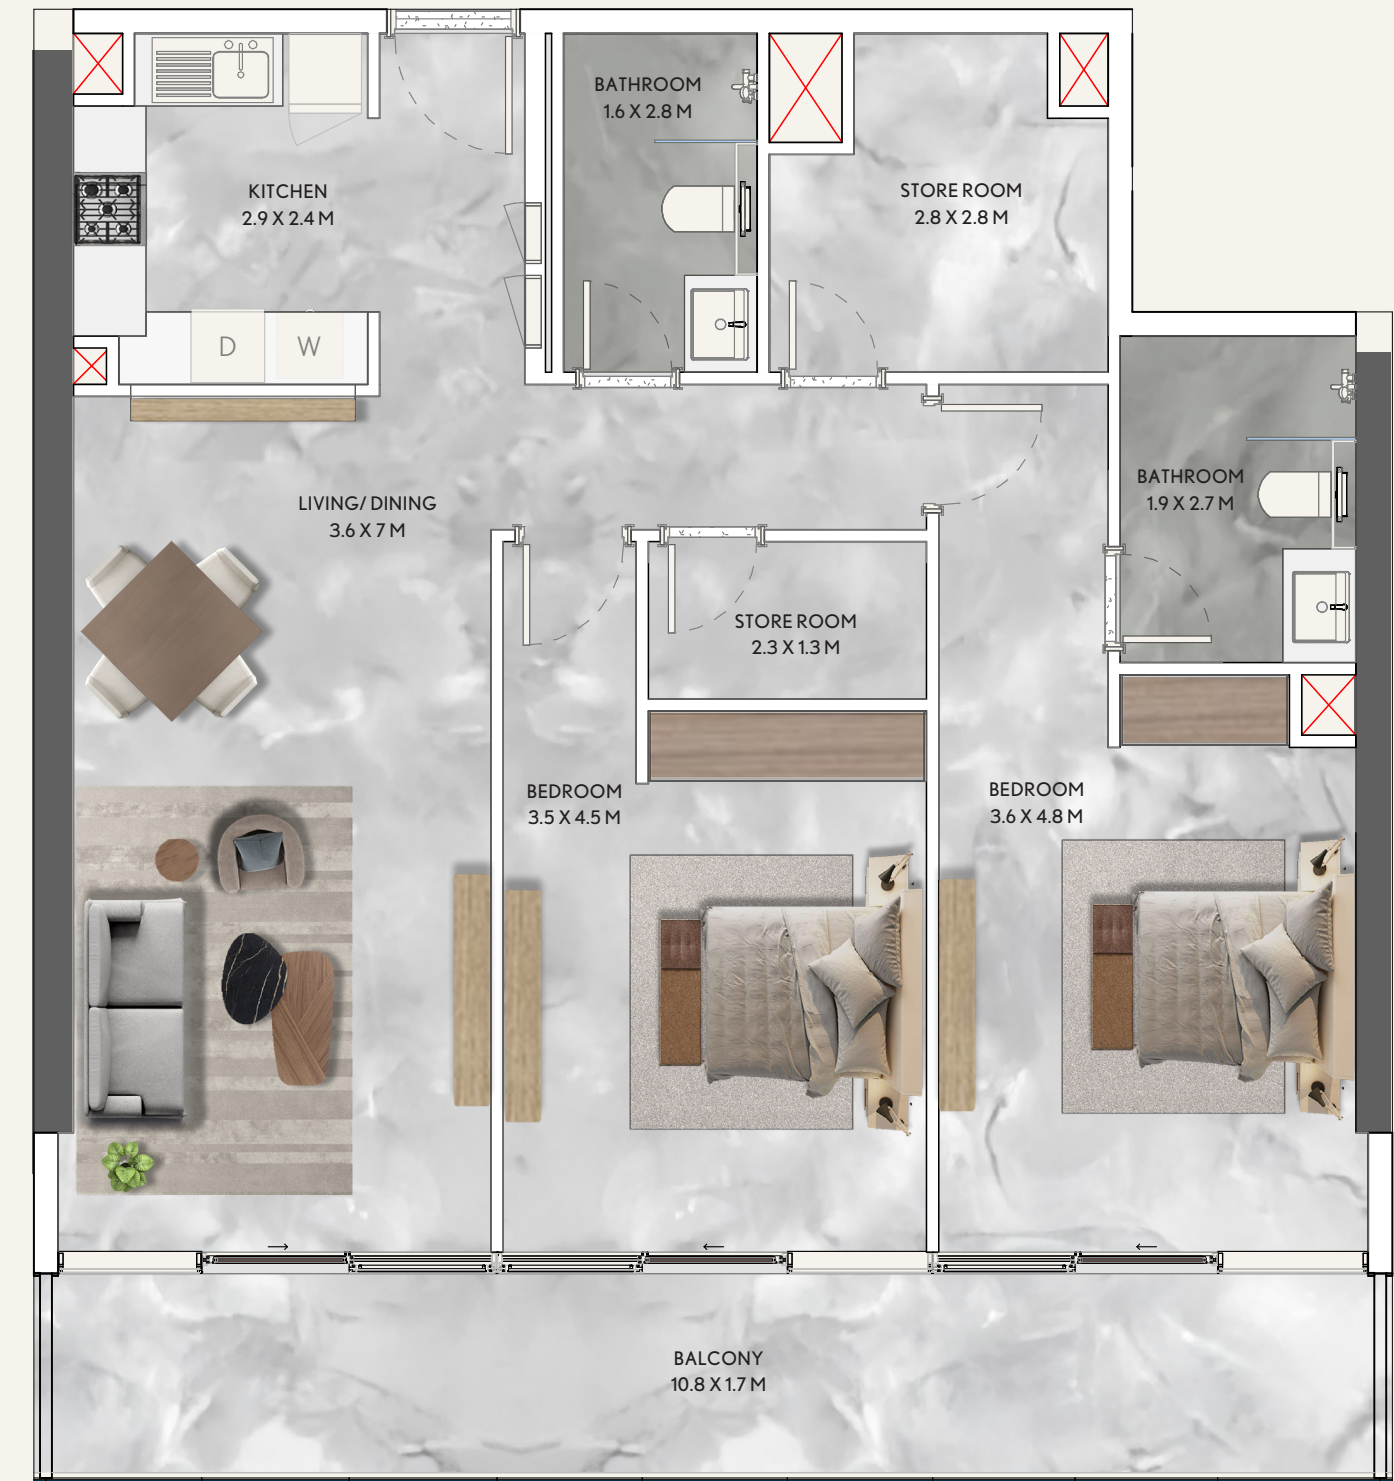 BATHROOM
1.6 X 2.8 M
KITCHEN
2.9 X 2.4 M
STORE ROOM
2.8 X 2.8 M
D
W
BATHROOM
1.9 X 2.7 M
LIVING/ DINING
3.6 X 7 M
STORE ROOM
2.3 X 1.3 M
BEDROOM
3.5 X 4.5 M
BEDROOM
3.6 X 4.8 M
BALCONY
10.8 X 1.7 M